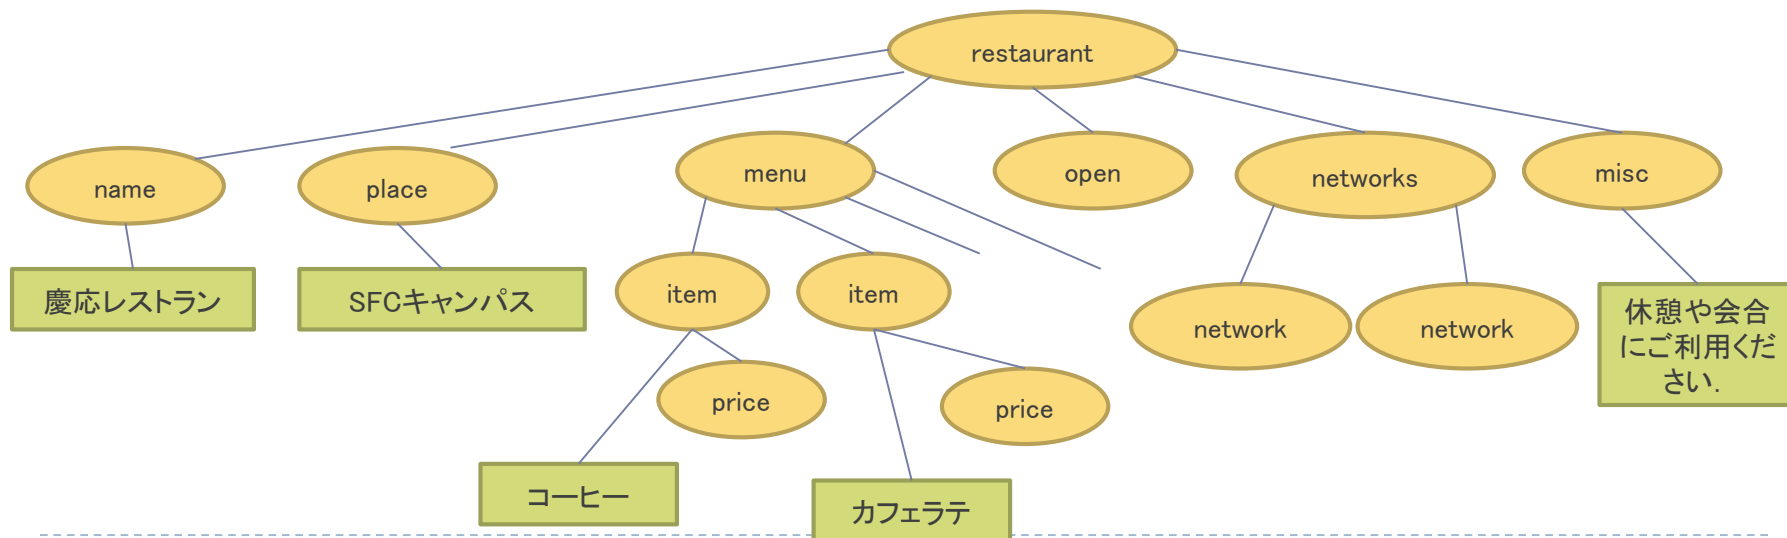 restaurant
name
place
menu
open
networks
misc
慶応レストラン
SFCキャンパス
item
item
network
network
休憩や会合
にご利用くだ
さい.
price
price
コーヒー
カフェラテ